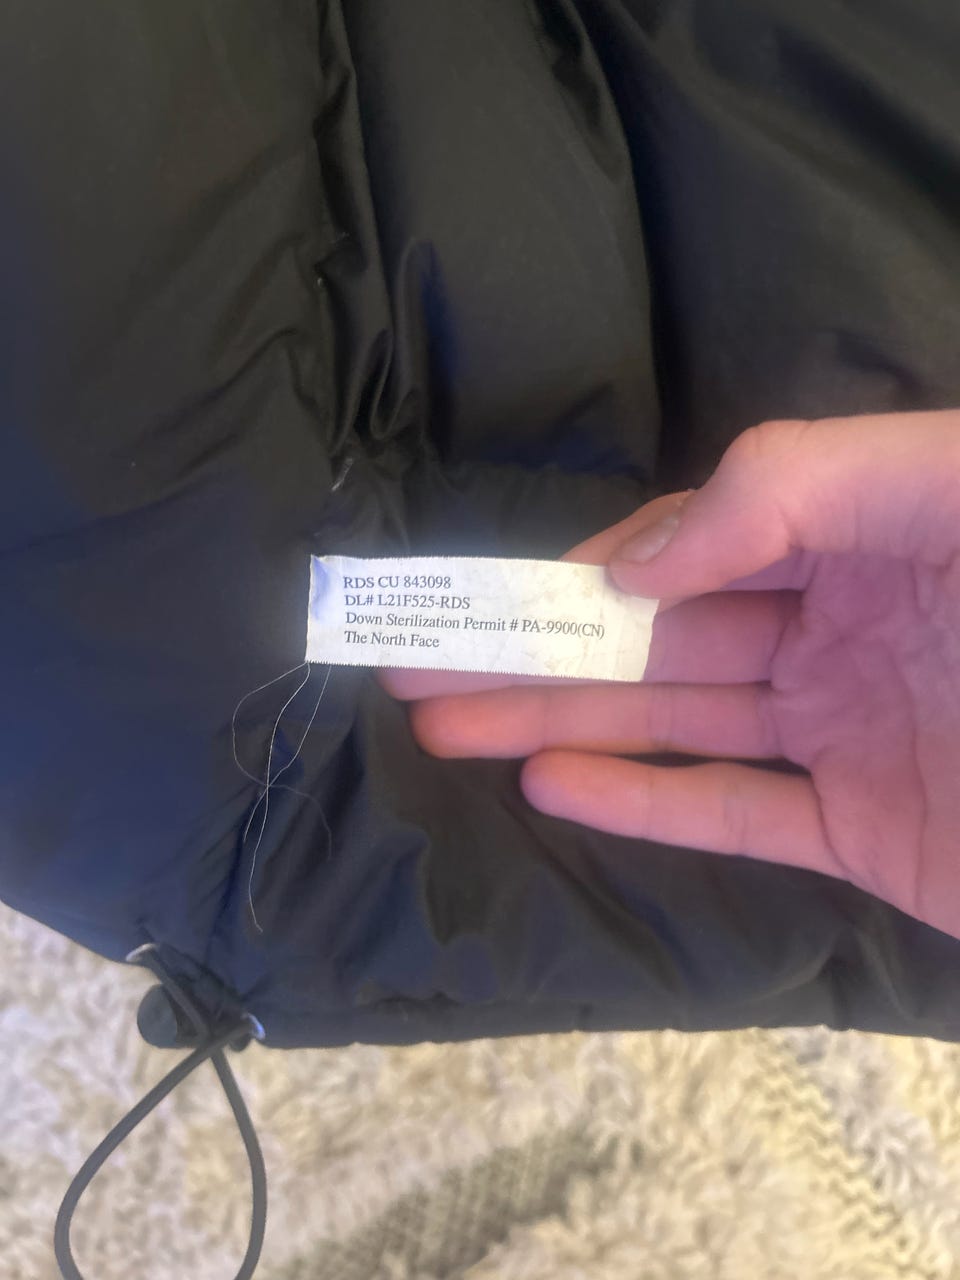 RDS CU 843098
DL# L21F525-RDS
Down Sterilization Permit # PA-9900(CN)
The North Face